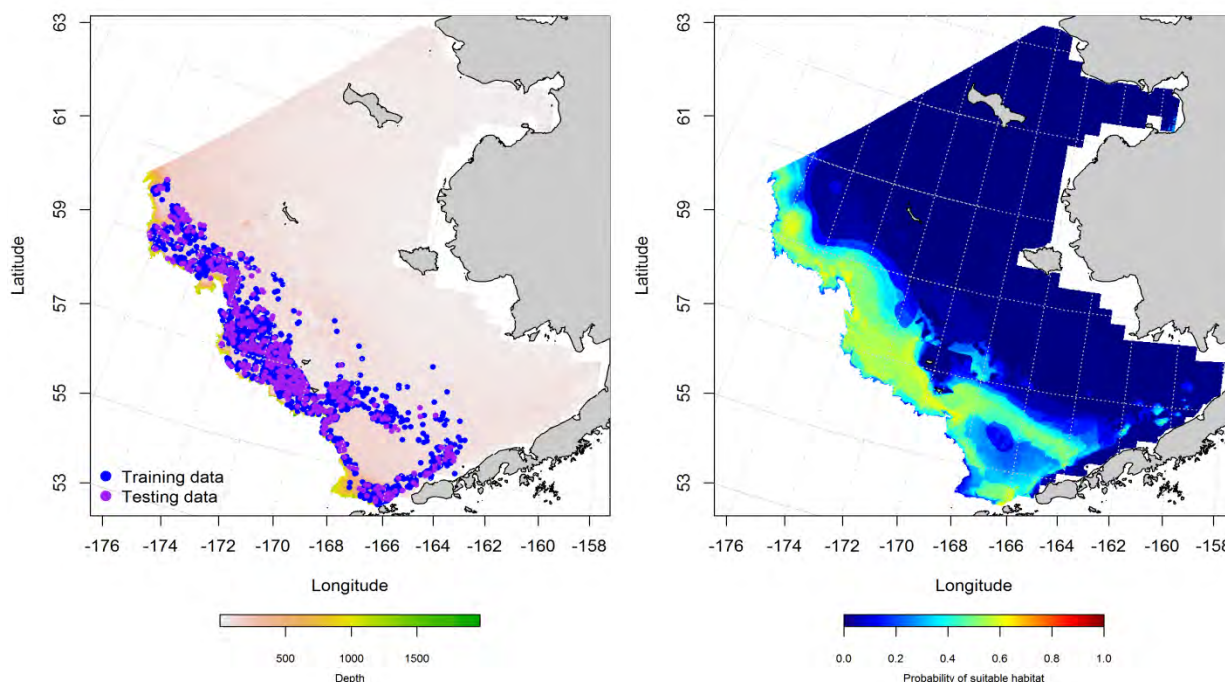 63
61
59
57
55
53
Latitude
Training data
Testing data
-176 -174 -172 -170 -168 -166 -164 -162 -160 -158
Longitude
500 1000 1500
Depth
63
61
59
57
55
53
Latitude
-176 -174 -172 -170 -168 -166 -164 -162 -160 -158
Longitude
0.0 0.2 0.4 0.6 0.8 1.0
Probability of suitable habitat